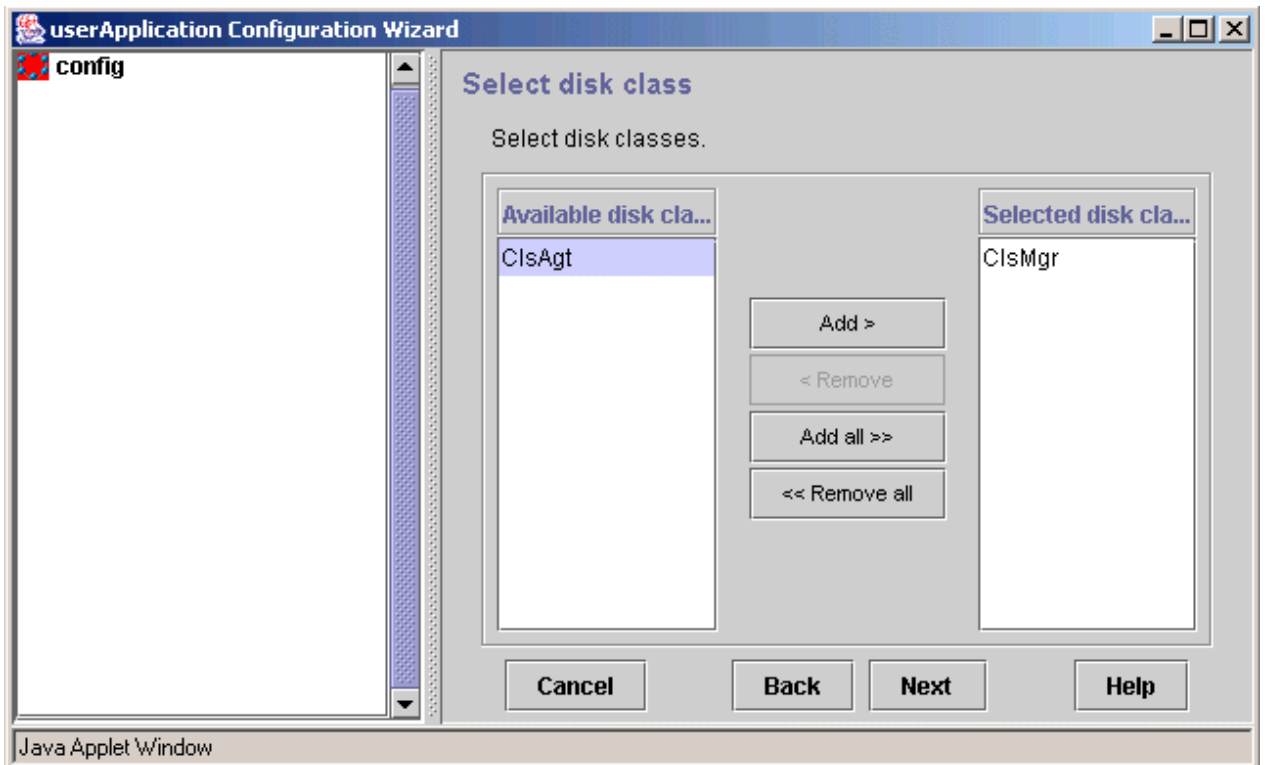 userApplication Configuration Wizard
config
Select disk class
Select disk classes.
Available disk cla...
Selected disk cla...
ClsAgt
ClsMgr
Add >
< Remove
Add all >>
<< Remove all
Cancel
Back
Next
Help
Java Applet Window